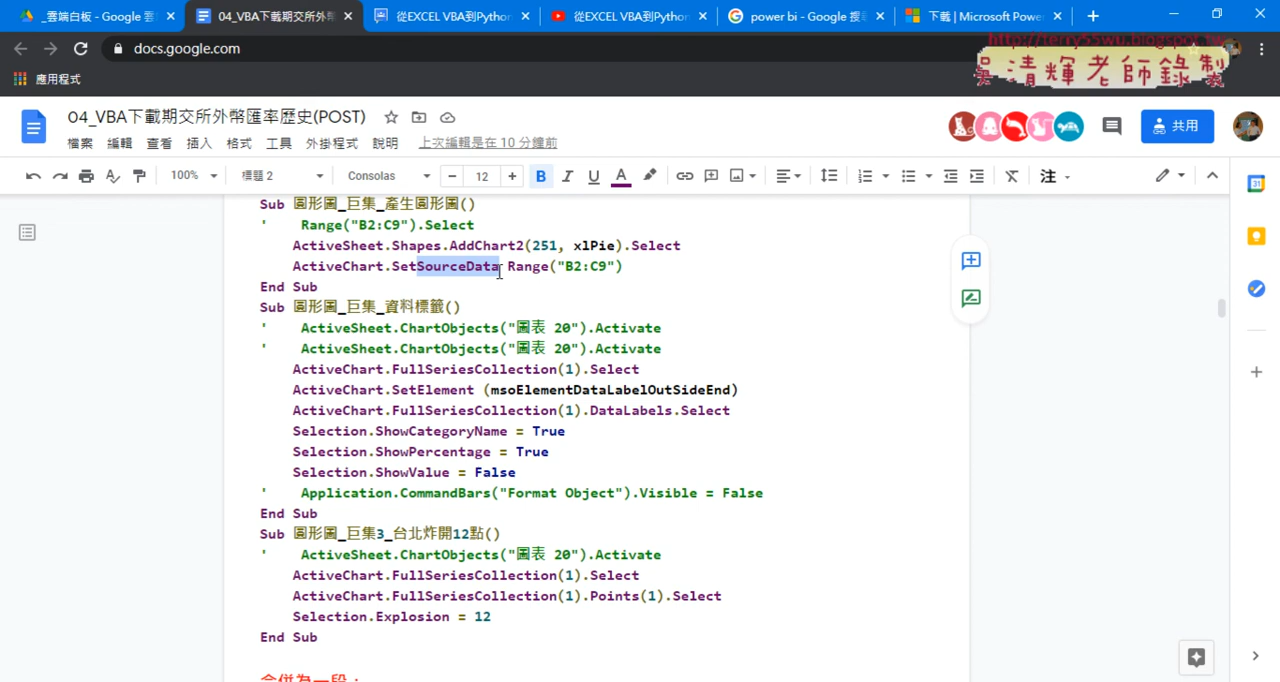 _雲端白板 - Google 雲
04_VBA下載期交所外幣
從EXCEL VBA到Python
從EXCEL VBA到Python
power bi - Google 搜
下載 | Microsoft Power
docs.google.com
http://terry55wu.blogspot.tw
吳清輝老師錄製
應用程式
04_VBA下載期交所外幣匯率歷史(POST)
共用
檔案 編輯 查看 插入 格式 工具 外掛程式 說明 上次編輯是在 10 分鐘前
100% 標題 2 Consolas 12 B I U A 注
Sub 圓形圖_巨集_產生圓形圖()
' Range("B2:C9").Select
ActiveSheet.Shapes.AddChart2(251, xlPie).Select
ActiveChart.SetSourceData Range("B2:C9")
End Sub
Sub 圓形圖_巨集_資料標籤()
' ActiveSheet.ChartObjects("圖表 20").Activate
' ActiveSheet.ChartObjects("圖表 20").Activate
ActiveChart.FullSeriesCollection(1).Select
ActiveChart.SetElement (msoElementDataLabelOutSideEnd)
ActiveChart.FullSeriesCollection(1).DataLabels.Select
Selection.ShowCategoryName = True
Selection.ShowPercentage = True
Selection.ShowValue = False
' Application.CommandBars("Format Object").Visible = False
End Sub
Sub 圓形圖_巨集3_台北炸開12點()
' ActiveSheet.ChartObjects("圖表 20").Activate
ActiveChart.FullSeriesCollection(1).Select
ActiveChart.FullSeriesCollection(1).Points(1).Select
Selection.Explosion = 12
End Sub
合併為一段：